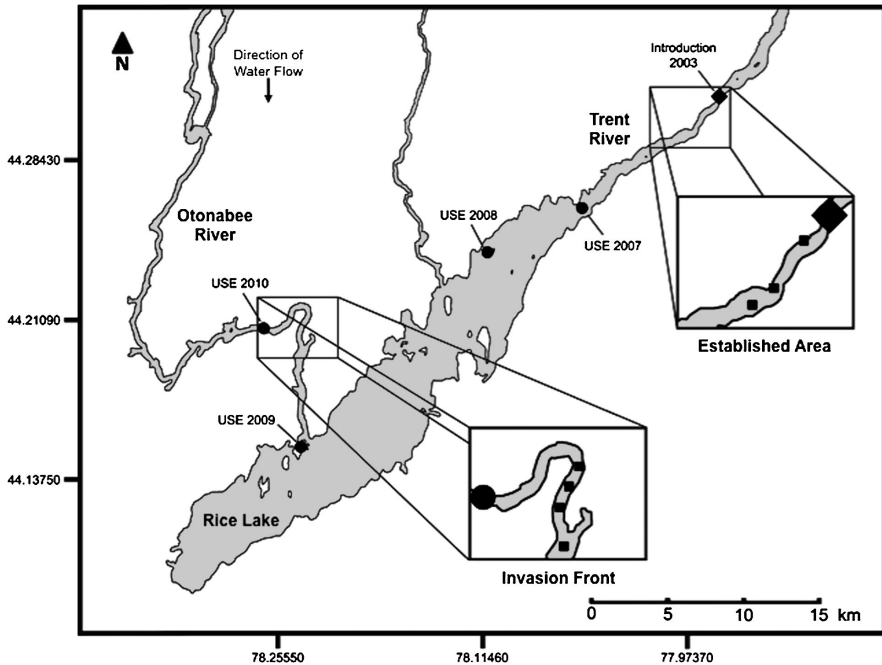 N
Direction of
Water Flow
Introduction
2003
Trent
River
44.28430
Otonabee
River
USE 2008
USE 2007
USE 2010
44.21090
Established Area
USE 2009
44.13750
Rice Lake
Invasion Front
0 5 10 15 km
78.25550 78.11460 77.97370